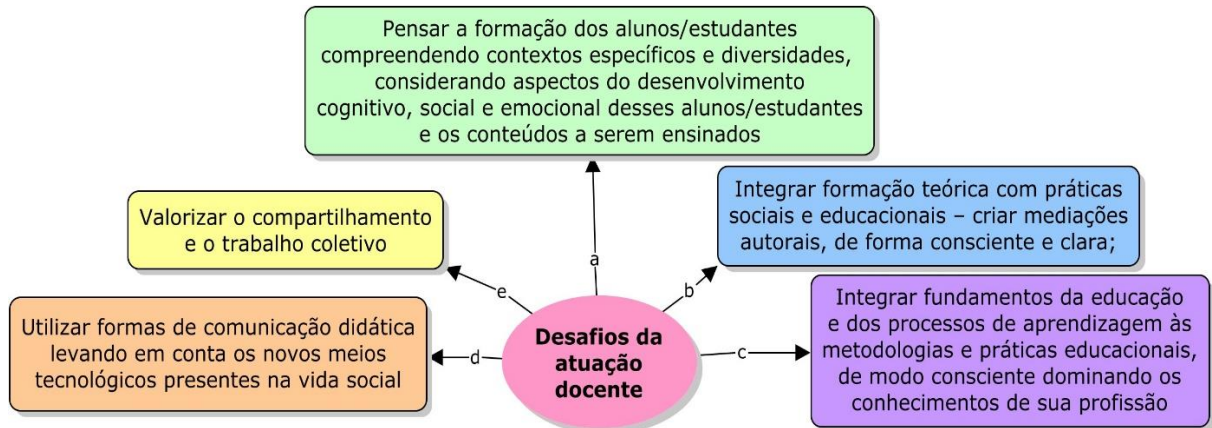 Pensar a formação dos alunos/estudantes
compreendendo contextos específicos e diversidades,
considerando aspectos do desenvolvimento
cognitivo, social e emocional desses alunos/estudantes
e os conteúdos a serem ensinados
Valorizar o compartilhamento
e o trabalho coletivo
Integrar formação teórica com práticas
sociais e educacionais – criar mediações
autorais, de forma consciente e clara;
a
e
b
Utilizar formas de comunicação didática
levando em conta os novos meios
tecnológicos presentes na vida social
d
Desafios da
atuação
docente
c
Integrar fundamentos da educação
e dos processos de aprendizagem às
metodologias e práticas educacionais,
de modo consciente dominando os
conhecimentos de sua profissão